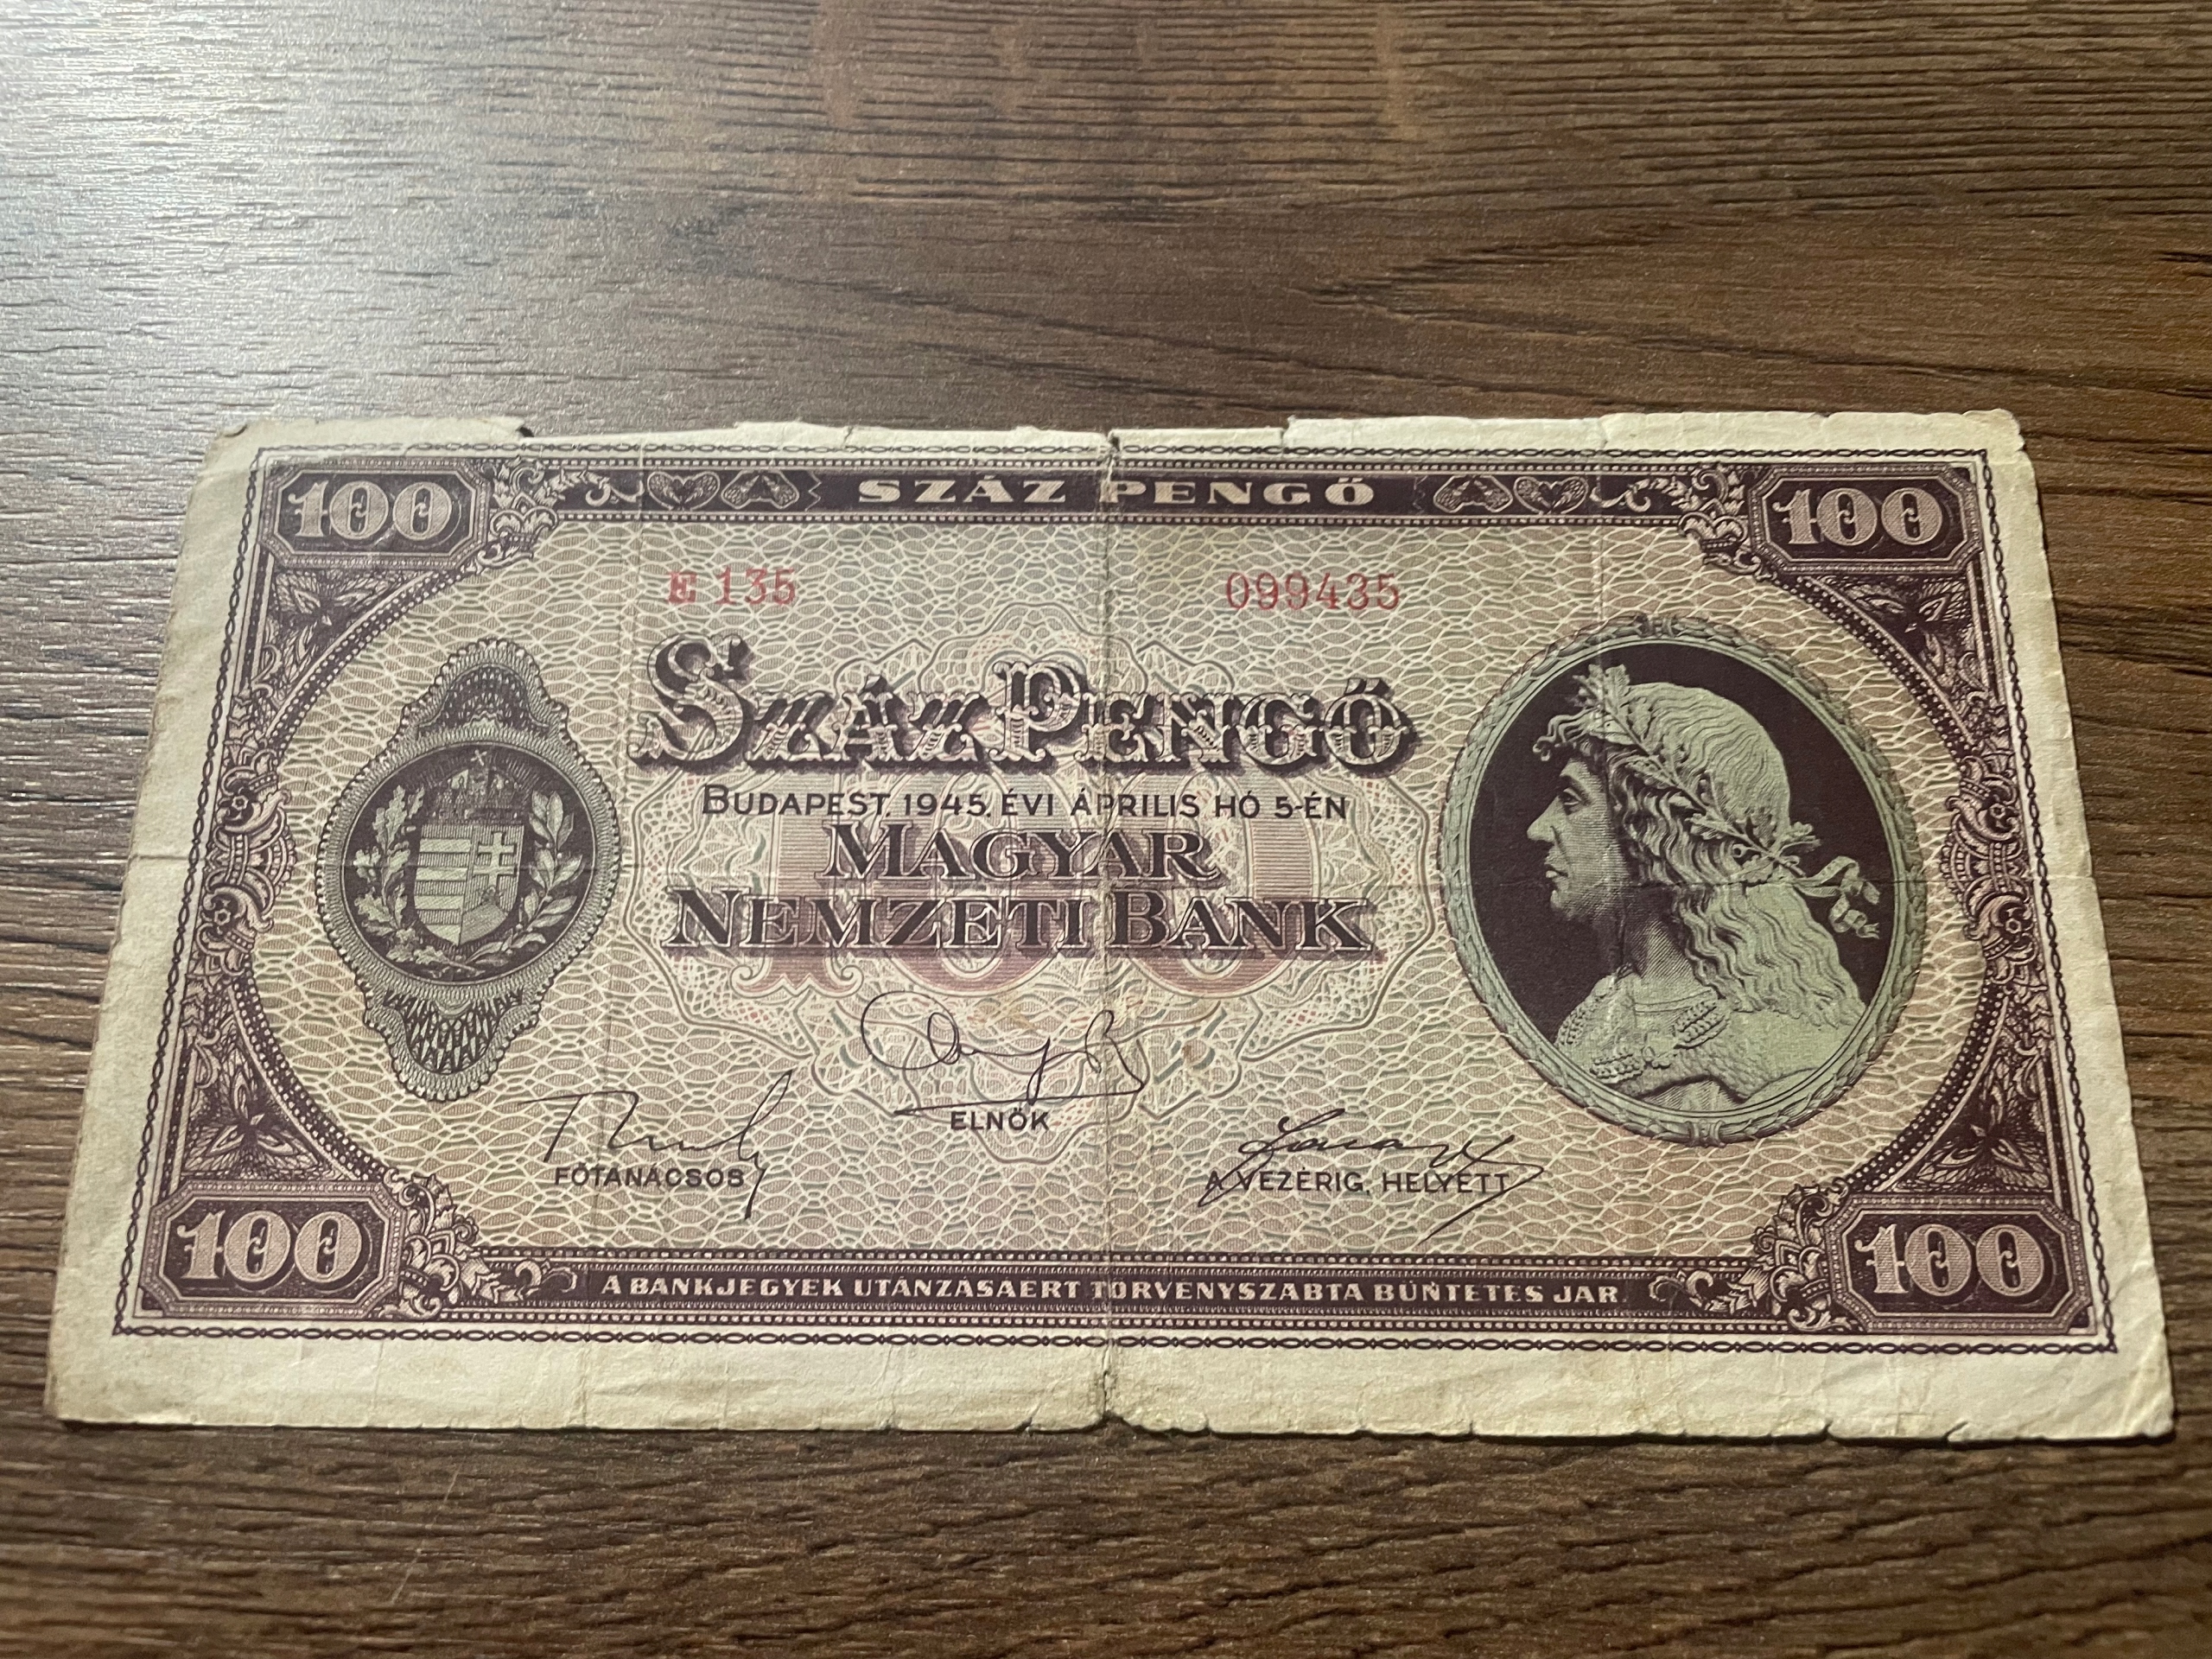 100 SZÁZ PENGŐ 100
E 135 099435
SZÁZ PENGŐ
BUDAPEST, 1945. ÉVI ÁPRILIS HÓ 5-ÉN
MAGYAR
NEMZETI BANK
100
ELNÖK
FŐTANÁCSOS
A VEZÉRIG. HELYETT
100 A BANKJEGYEK UTÁNZÁSÁÉRT TÖRVÉNYSZABTA BÜNTETÉS JÁR. 100